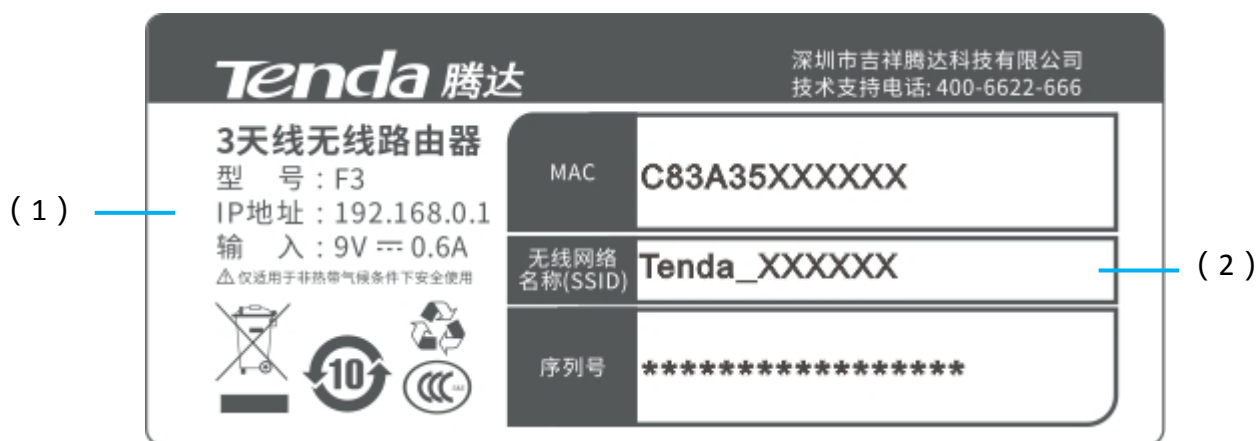 Tenda 腾达
深圳市吉祥腾达科技有限公司
技术支持电话: 400-6622-666
3天线无线路由器
型 号：F3
IP地址：192.168.0.1
输 入：9V ⎓ 0.6A
⚠ 仅适用于非热带气候条件下安全使用
10
CCC S&E
MAC
C83A35XXXXXX
无线网络
名称(SSID)
Tenda_XXXXXX
序列号
*****************
（1）
（2）